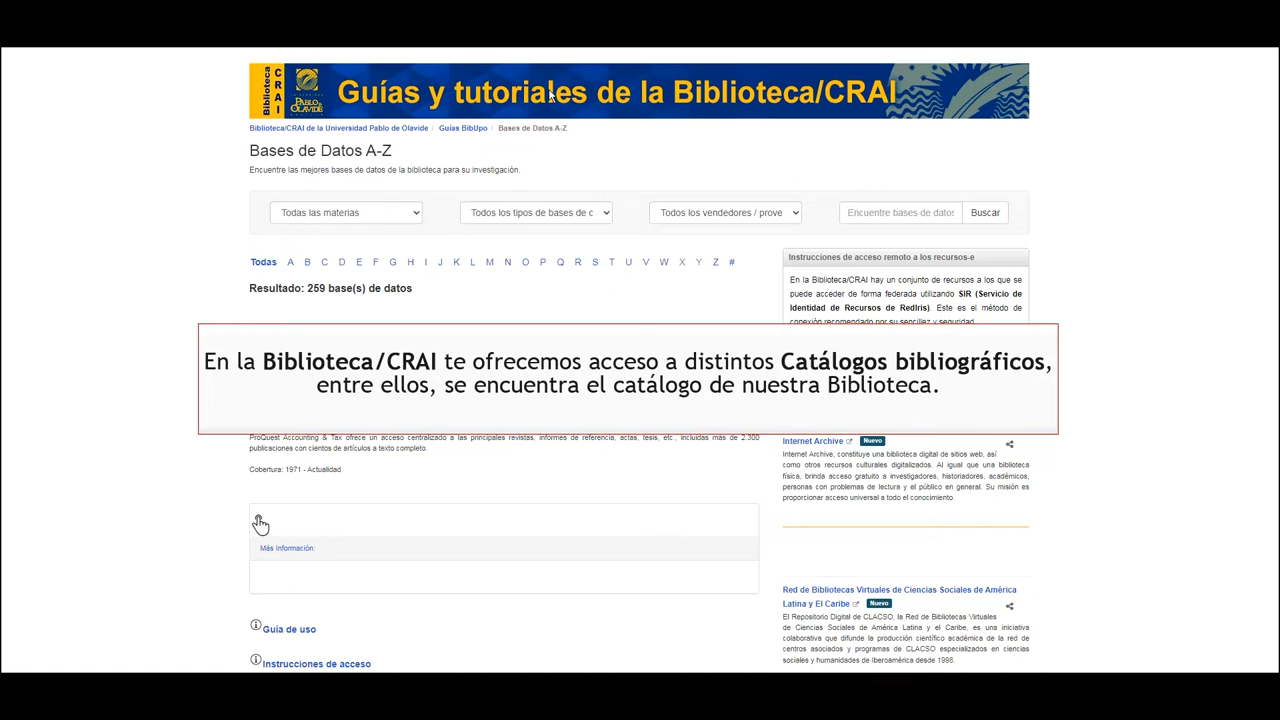 Biblioteca
CRAI
UNIVERSIDAD
PABLO
OLAVIDE
SEVILLA
Guías y tutoriales de la Biblioteca/CRAI
Biblioteca/CRAI de la Universidad Pablo de Olavide / Guías BibUpo / Bases de Datos A-Z
Bases de Datos A-Z
Encuentre las mejores bases de datos de la biblioteca para su investigación.
Todas las materias
Todos los tipos de bases de c
Todos los vendedores / prove
Encuentre bases de datos
Buscar
Todas A B C D E F G H I J K L M N O P Q R S T U V W X Y Z #
Resultado: 259 base(s) de datos
Instrucciones de acceso remoto a los recursos-e
En la Biblioteca/CRAI hay un conjunto de recursos a los que se
puede acceder de forma federada utilizando SIR (Servicio de
Identidad de Recursos de RedIris). Este es el método de
conexión recomendado por su sencillez y seguridad.
En la Biblioteca/CRAI te ofrecemos acceso a distintos Catálogos bibliográficos,
entre ellos, se encuentra el catálogo de nuestra Biblioteca.
ProQuest Accounting & Tax ofrece un acceso centralizado a las principales revistas, informes de referencia, actas, tesis, etc., incluidas más de 2.300
publicaciones con cientos de artículos a texto completo.
Cobertura: 1971 - Actualidad
Más Información:
Guía de uso
Instrucciones de acceso
Internet Archive Nuevo
Internet Archive, constituye una biblioteca digital de sitios web, así
como otros recursos culturales digitalizados. Al igual que una biblioteca
física, brinda acceso gratuito a investigadores, historiadores, académicos,
personas con problemas de lectura y el público en general. Su misión es
proporcionar acceso universal a todo el conocimiento.
Red de Bibliotecas Virtuales de Ciencias Sociales de América
Latina y El Caribe Nuevo
El Repositorio Digital de CLACSO, la Red de Bibliotecas Virtuales
de Ciencias Sociales de América Latina y el Caribe, es una iniciativa
colaborativa que difunde la producción científico académica de la red de
centros asociados y programas de CLACSO especializados en ciencias
sociales y humanidades de Iberoamérica desde 1998.